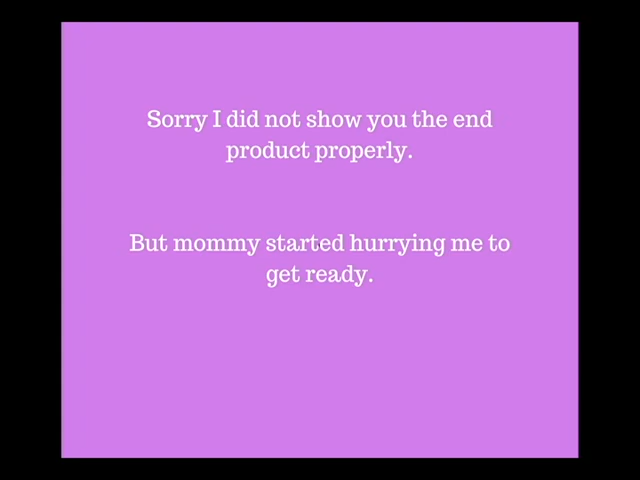 Sorry I did not show you the end
product properly.
But mommy started hurrying me to
get ready.